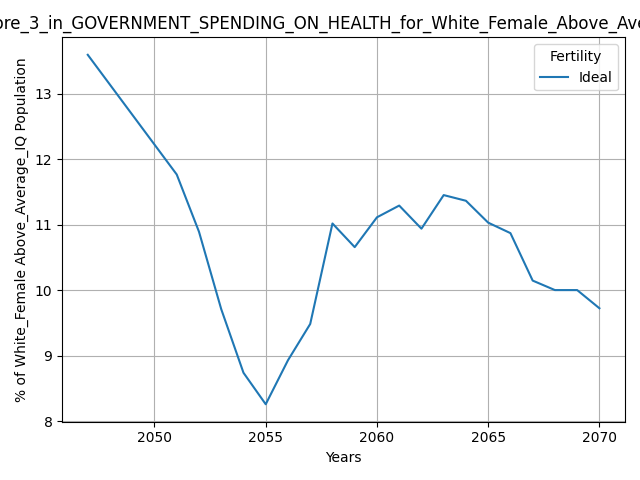 ore_3_in_GOVERNMENT_SPENDING_ON_HEALTH_for_White_Female_Above_Ave
Fertility
Ideal
% of White_Female Above_Average_IQ Population
13
12
11
10
9
8
2050
2055
2060
2065
2070
Years